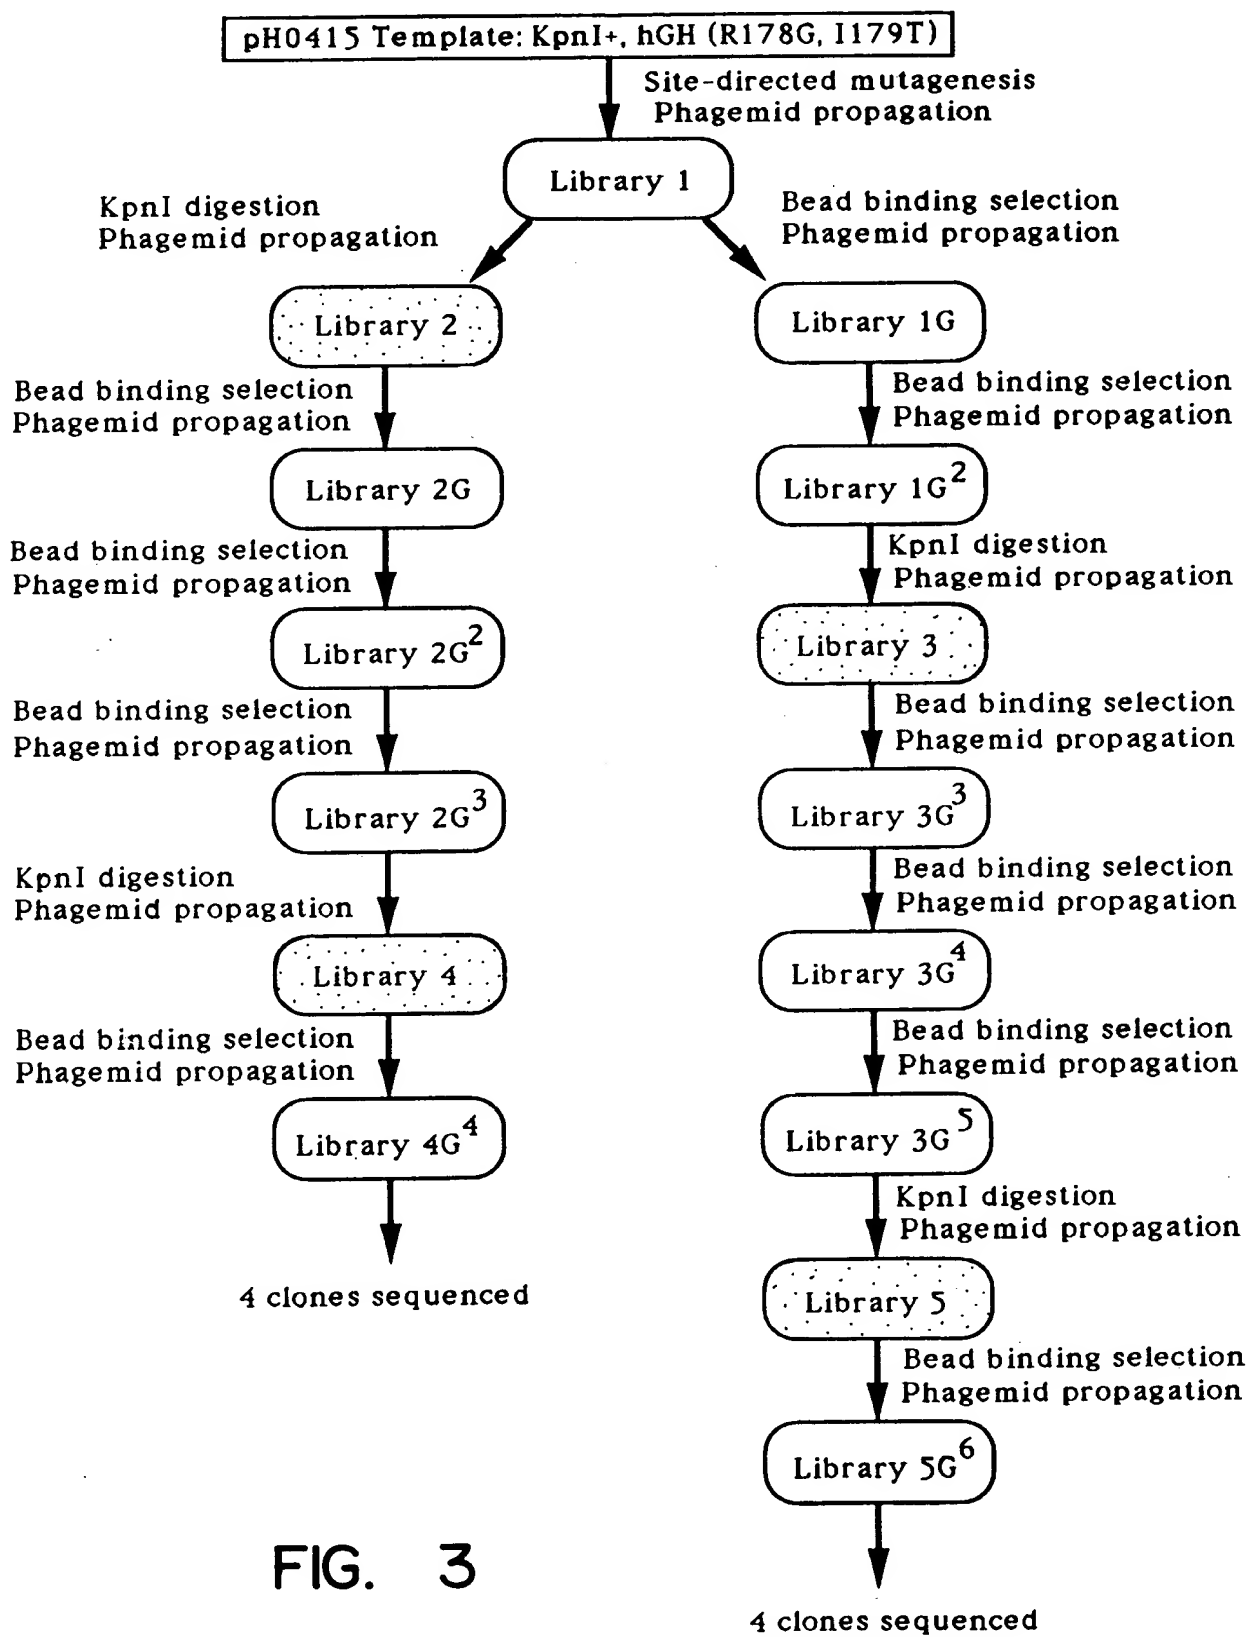 pH0415 Template: KpnI+, hGH (R178G, I179T)
Site-directed mutagenesis
Phagemid propagation
Library 1
KpnI digestion
Phagemid propagation
Bead binding selection
Phagemid propagation
Library 2
Bead binding selection
Phagemid propagation
Library 2G
Bead binding selection
Phagemid propagation
Library 2G²
Bead binding selection
Phagemid propagation
Library 2G³
KpnI digestion
Phagemid propagation
Library 4
Bead binding selection
Phagemid propagation
Library 4G⁴
4 clones sequenced
Library 1G
Bead binding selection
Phagemid propagation
Library 1G²
KpnI digestion
Phagemid propagation
Library 3
Bead binding selection
Phagemid propagation
Library 3G³
Bead binding selection
Phagemid propagation
Library 3G⁴
Bead binding selection
Phagemid propagation
Library 3G⁵
KpnI digestion
Phagemid propagation
Library 5
Bead binding selection
Phagemid propagation
Library 5G⁶
4 clones sequenced
FIG. 3